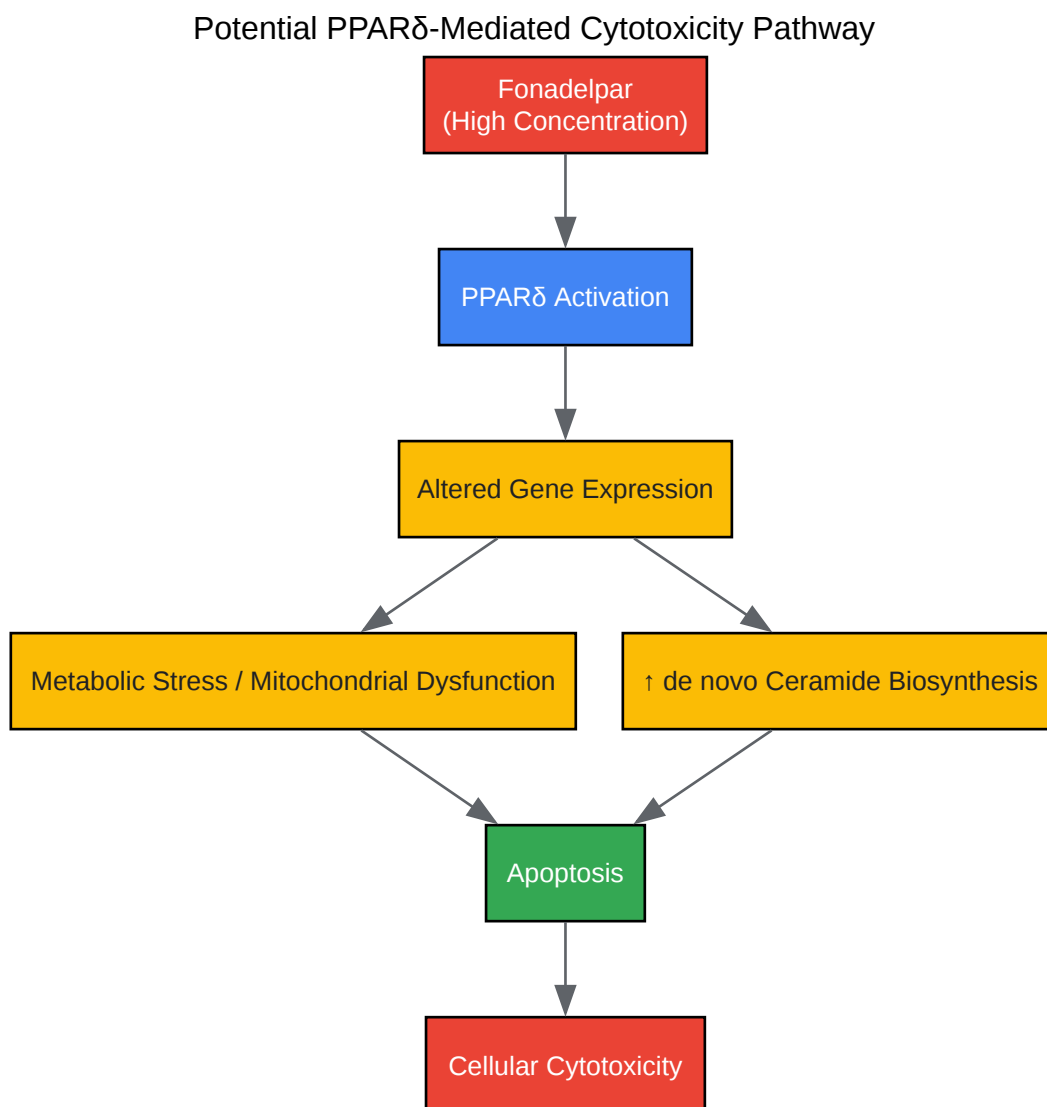 Potential PPARδ-Mediated Cytotoxicity Pathway
Fonadelpar
(High Concentration)
PPARδ Activation
Altered Gene Expression
Metabolic Stress / Mitochondrial Dysfunction
↑ de novo Ceramide Biosynthesis
Apoptosis
Cellular Cytotoxicity